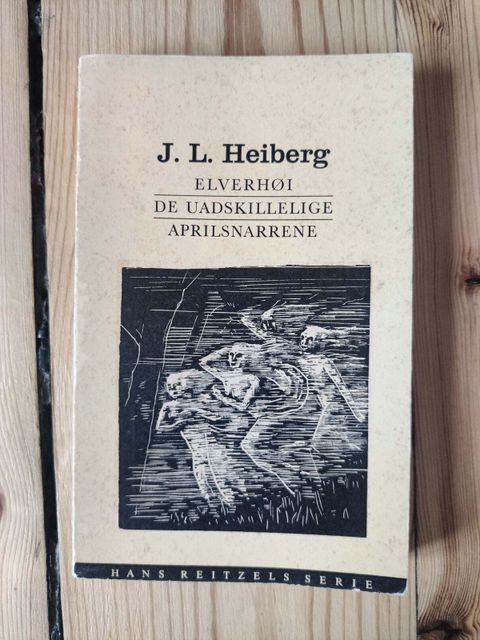 J. L. Heiberg
ELVERHØI
DE UADSKILLELIGE
APRILSNARRENE
HANS REITZELS SERIE